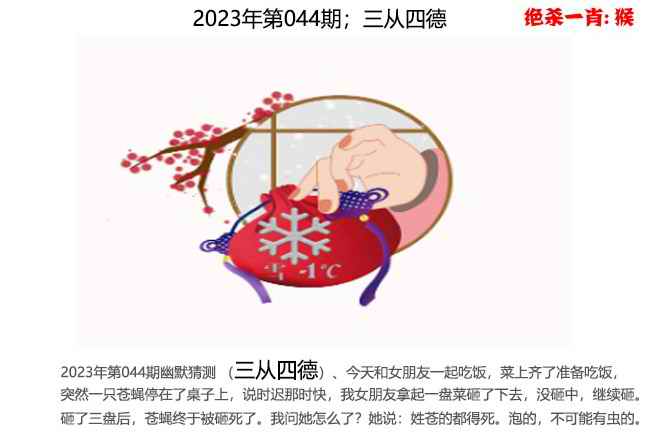 2023年第044期；三从四德
绝杀一肖: 猴
雪 -1℃
2023年第044期幽默猜测 （三从四德）、今天和女朋友一起吃饭，菜上齐了准备吃饭，
突然一只苍蝇停在了桌子上，说时迟那时快，我女朋友拿起一盘菜砸了下去，没砸中，继续砸。
砸了三盘后，苍蝇终于被砸死了。我问她怎么了？她说：姓苍的都得死。泡的，不可能有虫的。